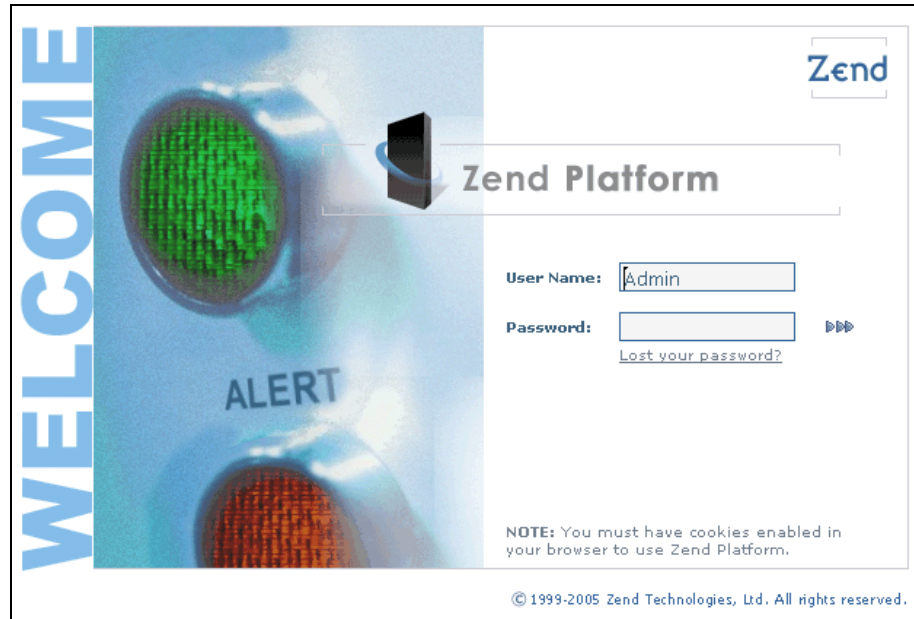 WELCOME
Zend
Zend Platform
User Name:
Admin
Password:
Lost your password?
ALERT
NOTE: You must have cookies enabled in
your browser to use Zend Platform.
© 1999-2005 Zend Technologies, Ltd. All rights reserved.